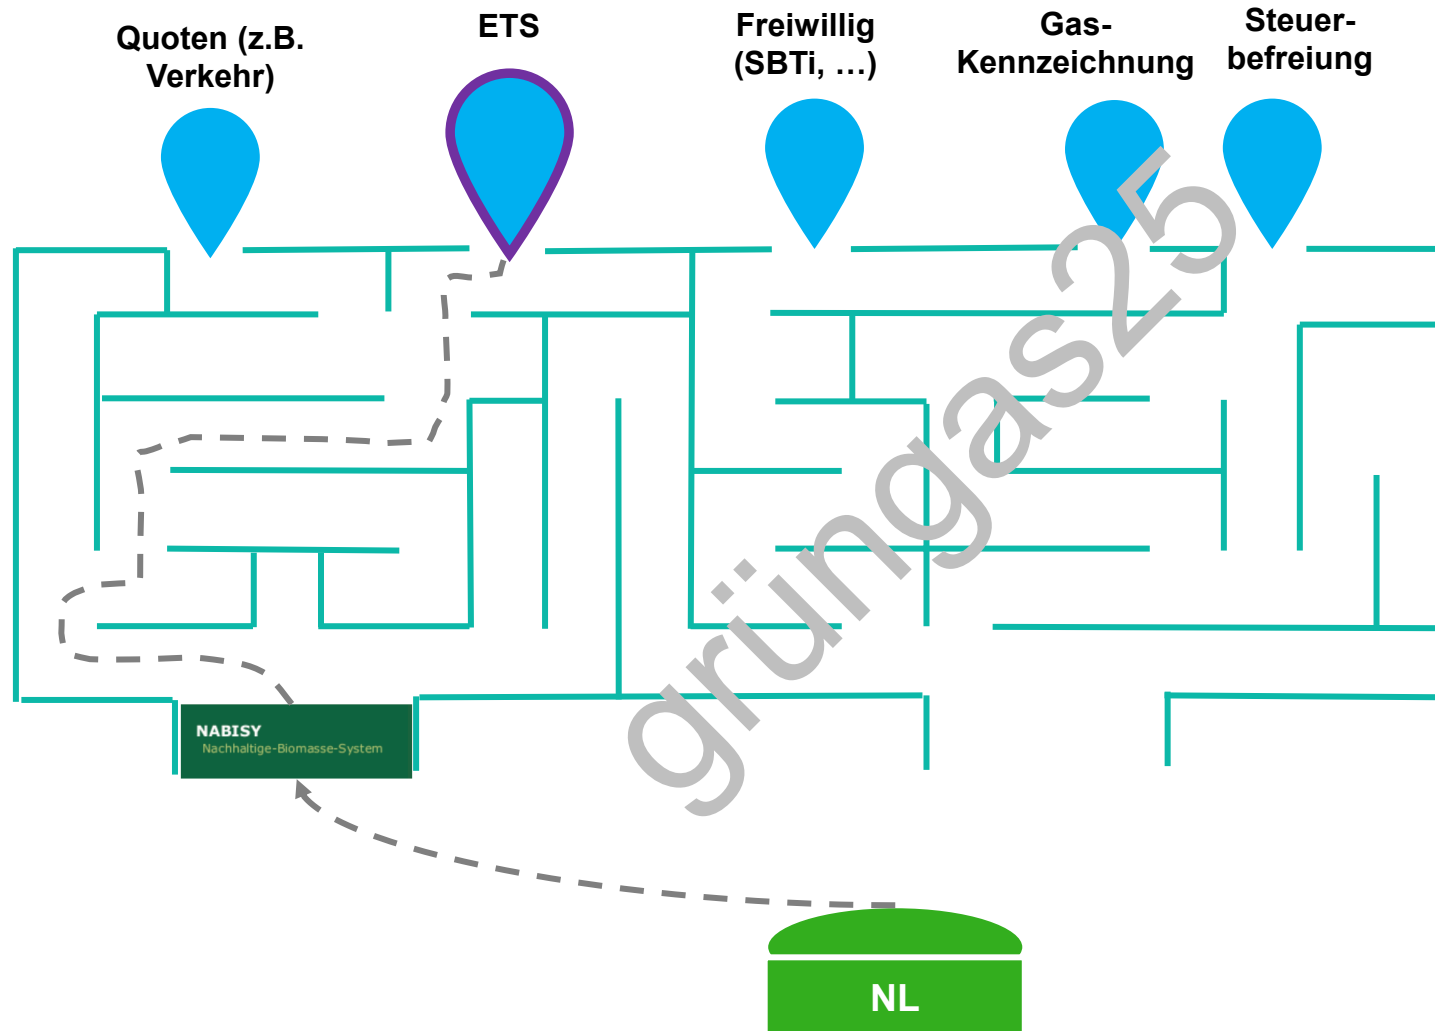 Quoten (z.B.
Verkehr)
ETS
Freiwillig
(SBTi, ...)
Gas-
Kennzeichnung
Steuer-
befreiung
grüngas25
NABISY
Nachhaltige-Biomasse-System
NL